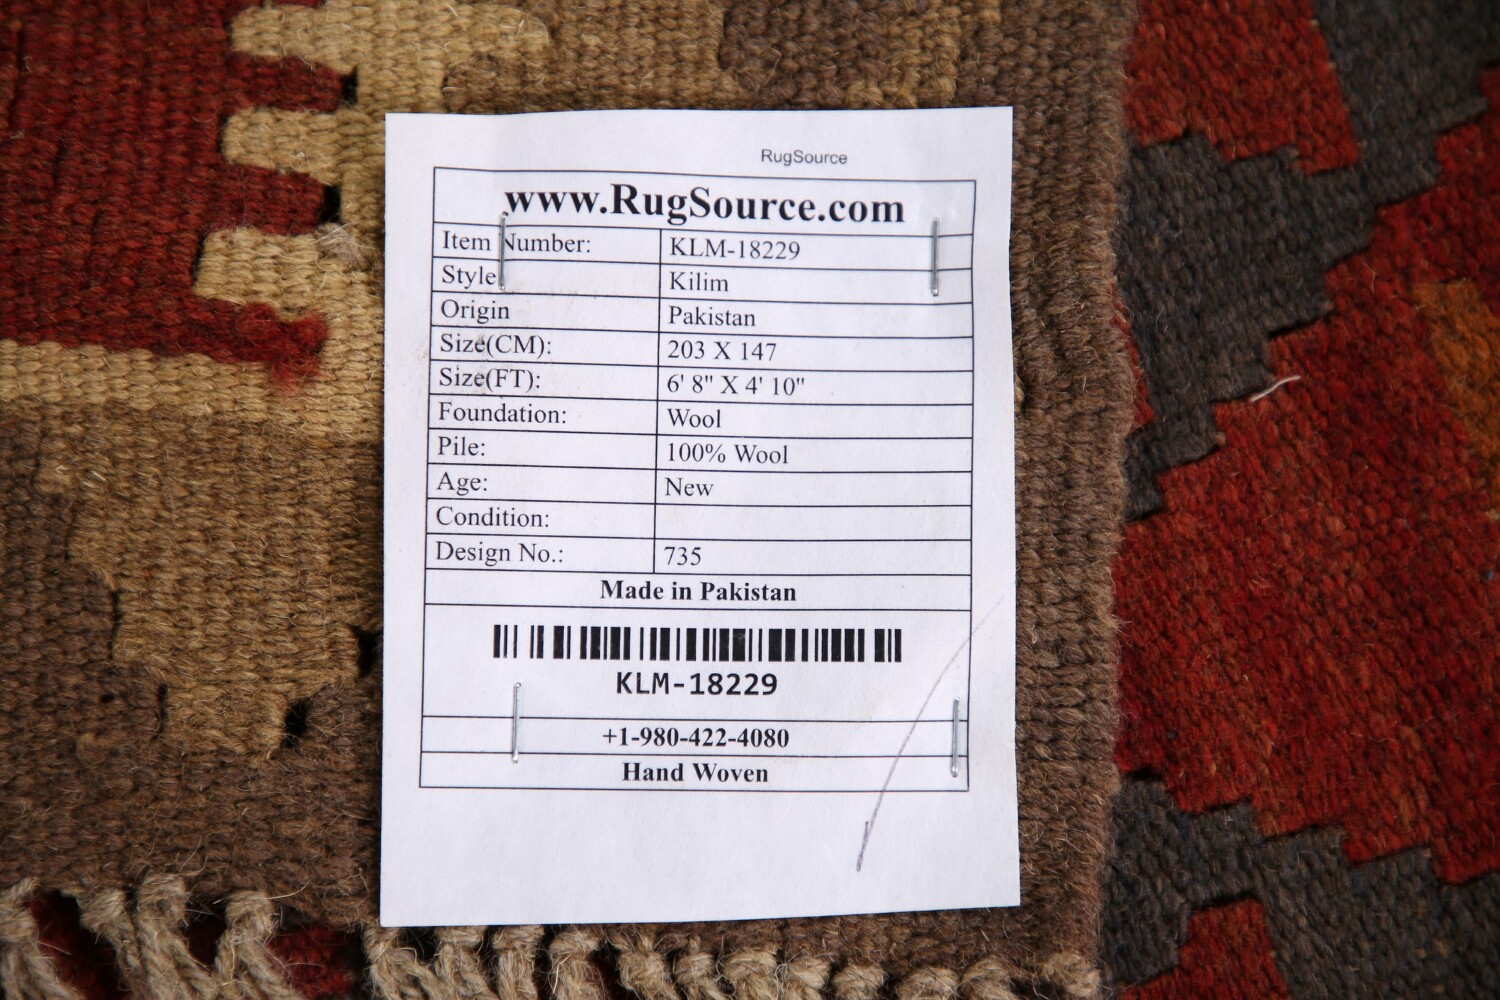 RugSource
www.RugSource.com
Item Number: KLM-18229
Style Kilim
Origin Pakistan
Size(CM): 203 X 147
Size(FT): 6' 8" X 4' 10"
Foundation: Wool
Pile: 100% Wool
Age: New
Condition:
Design No.: 735
Made in Pakistan
KLM-18229
+1-980-422-4080
Hand Woven